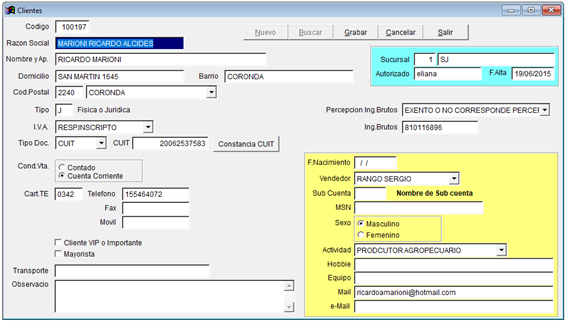 Clientes
Codigo 100197 Nuevo Buscar Grabar Cancelar Salir
Razon Social MARIONI RICARDO ALCIDES
Nombre y Ap. RICARDO MARIONI
Sucursal 1 SJ
Domicilio SAN MARTIN 1645 Barrio CORONDA
Autorizado eliana F.Alta 19/06/2015
Cod.Postal 2240 CORONDA
Tipo J Fisica o Juridica
Percepcion Ing.Brutos EXENTO O NO CORRESPONDE PERCEI
I.V.A. RESP.INSCRIPTO
Ing.Brutos 810116896
Tipo Doc. CUIT CUIT 20062537583 Constancia CUIT
Cond.Vta. Contado
Cuenta Corriente
Cart.TE 0342 Telefono 155464072
Fax
Movil
Cliente VIP o Importante
Mayorista
Transporte
Observacio
F.Nacimiento / /
Vendedor RANGO SERGIO
Sub Cuenta Nombre de Sub cuenta
MSN
Sexo Masculino
Femenino
Actividad PRODCUTOR AGROPECUARIO
Hobbie
Equipo
Mail ricardoamarioni@hotmail.com
e-Mail